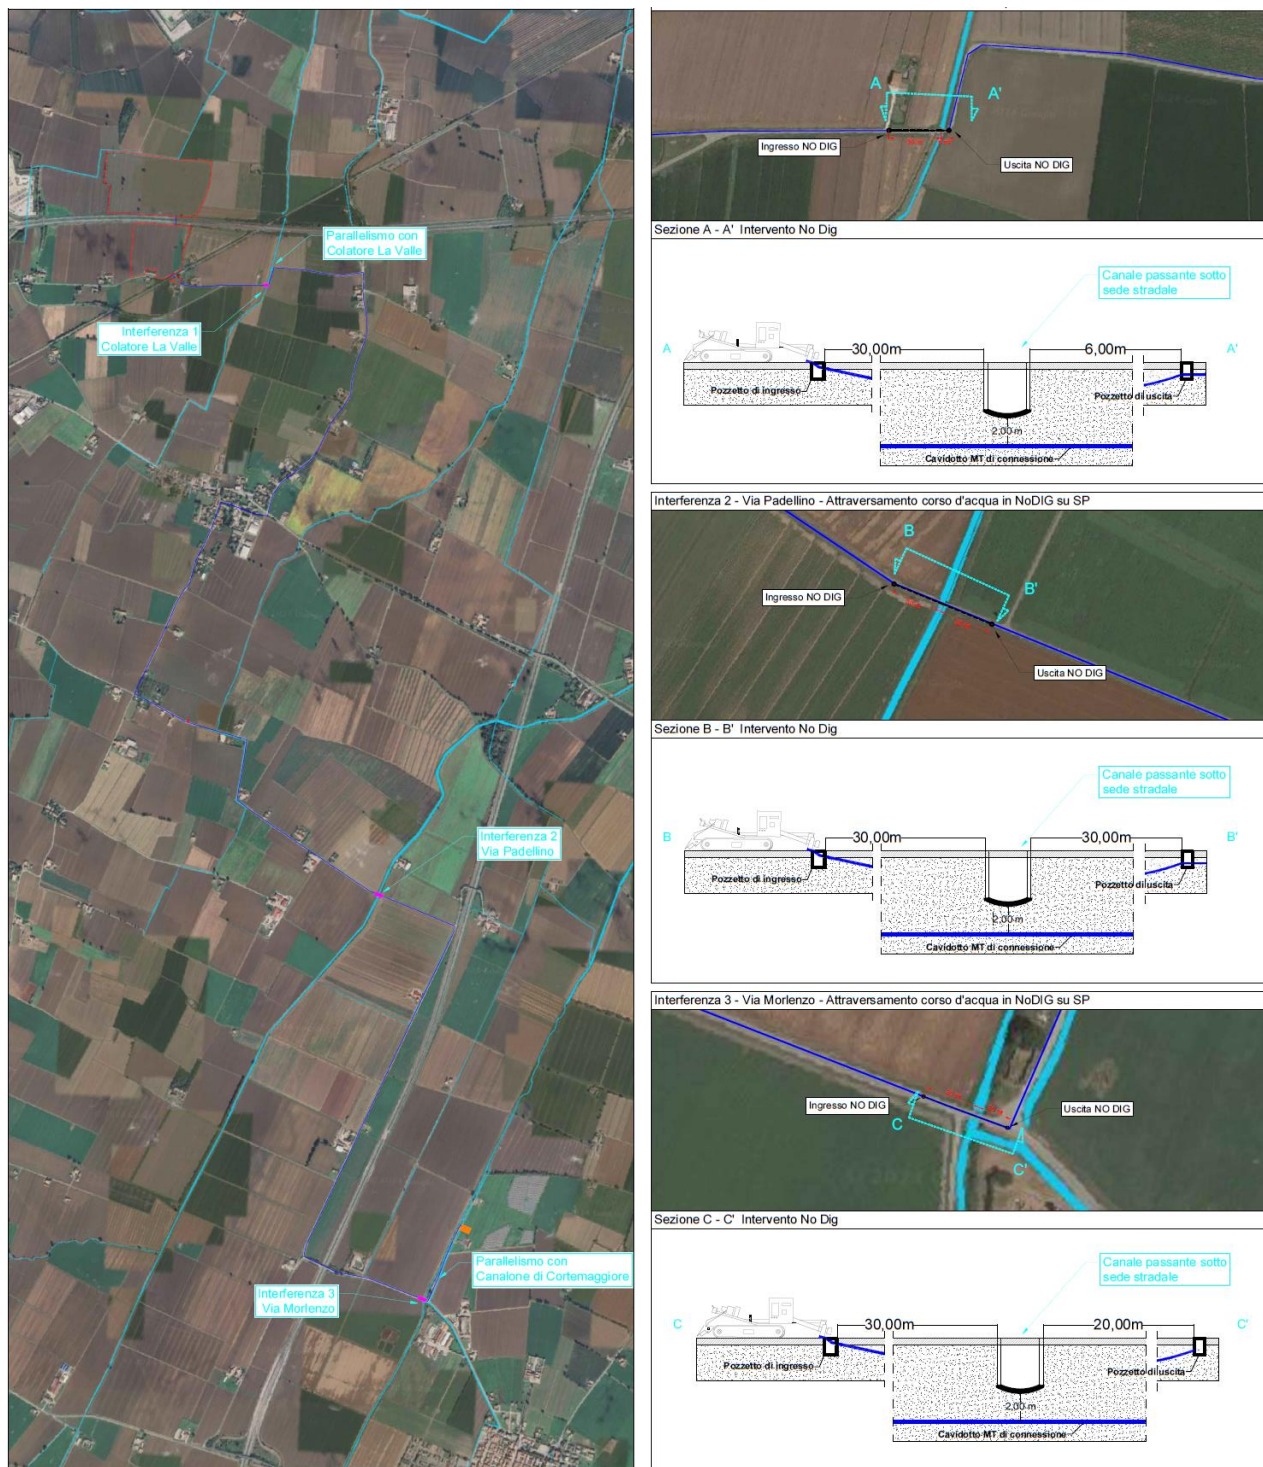 Parallelismo con
Colatore La Valle
Interferenza 1
Colatore La Valle
Interferenza 2
Via Padellino
Parallelismo con
Canalone di Cortemaggiore
Interferenza 3
Via Morlenzo
A
A'
Ingresso NO DIG
Uscita NO DIG
Sezione A - A' Intervento No Dig
Canale passante sotto
sede stradale
A
30,00m
6,00m
A'
Pozzetto di ingresso
Pozzetto di uscita
2,00 m
Cavidotto MT di connessione
Interferenza 2 - Via Padellino - Attraversamento corso d'acqua in NoDIG su SP
B
B'
Ingresso NO DIG
Uscita NO DIG
Sezione B - B' Intervento No Dig
Canale passante sotto
sede stradale
B
30,00m
30,00m
B'
Pozzetto di ingresso
Pozzetto di uscita
2,00 m
Cavidotto MT di connessione
Interferenza 3 - Via Morlenzo - Attraversamento corso d'acqua in NoDIG su SP
Ingresso NO DIG
Uscita NO DIG
C
C'
Sezione C - C' Intervento No Dig
Canale passante sotto
sede stradale
C
30,00m
20,00m
C'
Pozzetto di ingresso
Pozzetto di uscita
2,00 m
Cavidotto MT di connessione